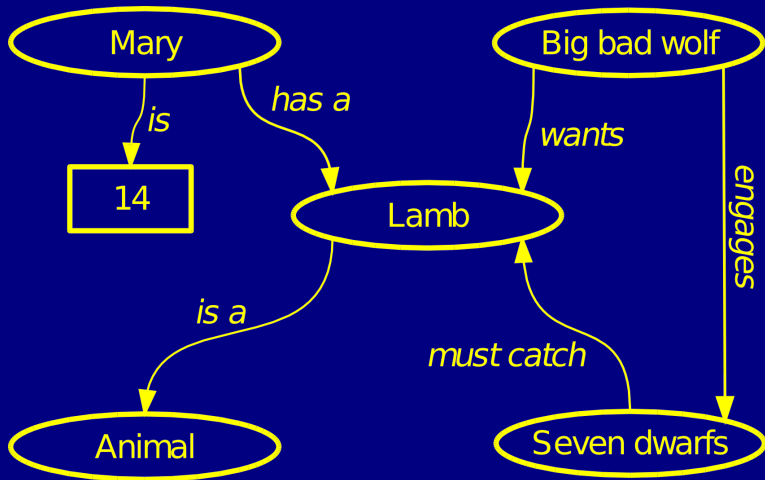 Mary
Big bad wolf
is
has a
wants
14
Lamb
engages
is a
must catch
Animal
Seven dwarfs